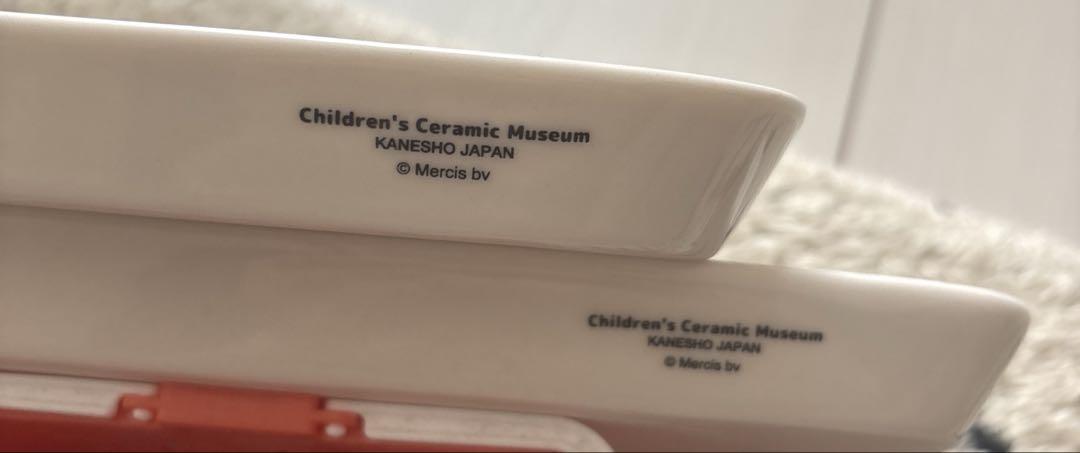 Children's Ceramic Museum
KANESHO JAPAN
© Mercis bv
Children's Ceramic Museum
KANESHO JAPAN
© Mercis bv